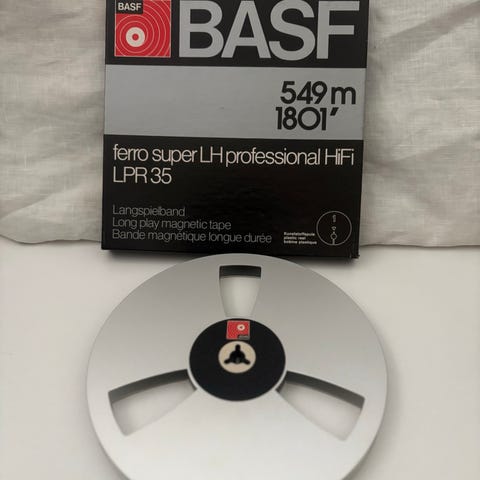 BASF
BASF
549 m
1801'
ferro super LH professional HiFi
LPR 35
Langspielband
Long play magnetic tape
Bande magnétique longue durée
Kunststoffspule
plastic reel
bobine plastique